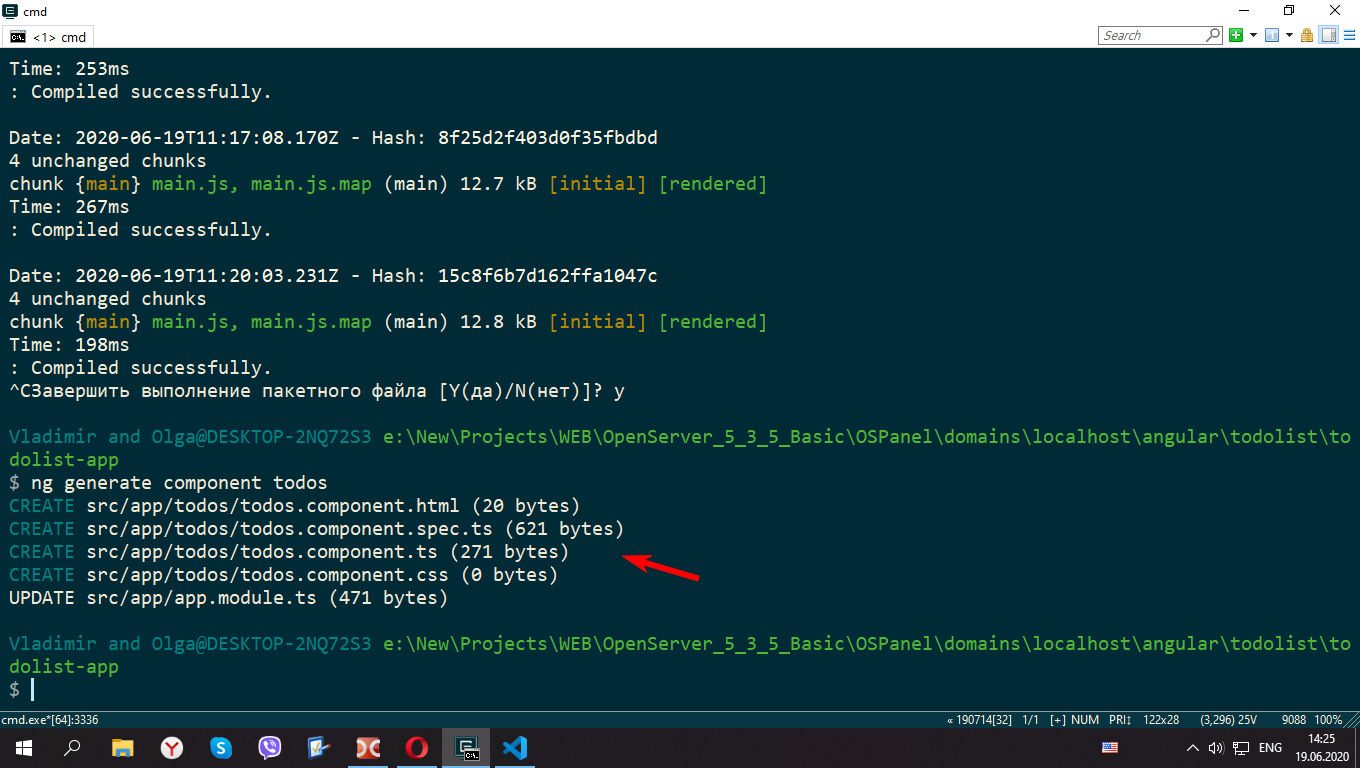 cmd
<1> cmd
Search
Time: 253ms
: Compiled successfully.
Date: 2020-06-19T11:17:08.170Z - Hash: 8f25d2f403d0f35fbdbd
4 unchanged chunks
chunk {main} main.js, main.js.map (main) 12.7 kB [initial] [rendered]
Time: 267ms
: Compiled successfully.
Date: 2020-06-19T11:20:03.231Z - Hash: 15c8f6b7d162ffa1047c
4 unchanged chunks
chunk {main} main.js, main.js.map (main) 12.8 kB [initial] [rendered]
Time: 198ms
: Compiled successfully.
^CЗавершить выполнение пакетного файла [Y(да)/N(нет)]? y
Vladimir and Olga@DESKTOP-2NQ72S3 e:\New\Projects\WEB\OpenServer_5_3_5_Basic\OSPanel\domains\localhost\angular\todolist\to
dolist-app
$ ng generate component todos
CREATE src/app/todos/todos.component.html (20 bytes)
CREATE src/app/todos/todos.component.spec.ts (621 bytes)
CREATE src/app/todos/todos.component.ts (271 bytes)
CREATE src/app/todos/todos.component.css (0 bytes)
UPDATE src/app/app.module.ts (471 bytes)
Vladimir and Olga@DESKTOP-2NQ72S3 e:\New\Projects\WEB\OpenServer_5_3_5_Basic\OSPanel\domains\localhost\angular\todolist\to
dolist-app
$
cmd.exe*[64]:3336 « 190714[32] 1/1 [+] NUM PRI↕ 122x28 (3,296) 25V 9088 100%
ENG
14:25
19.06.2020